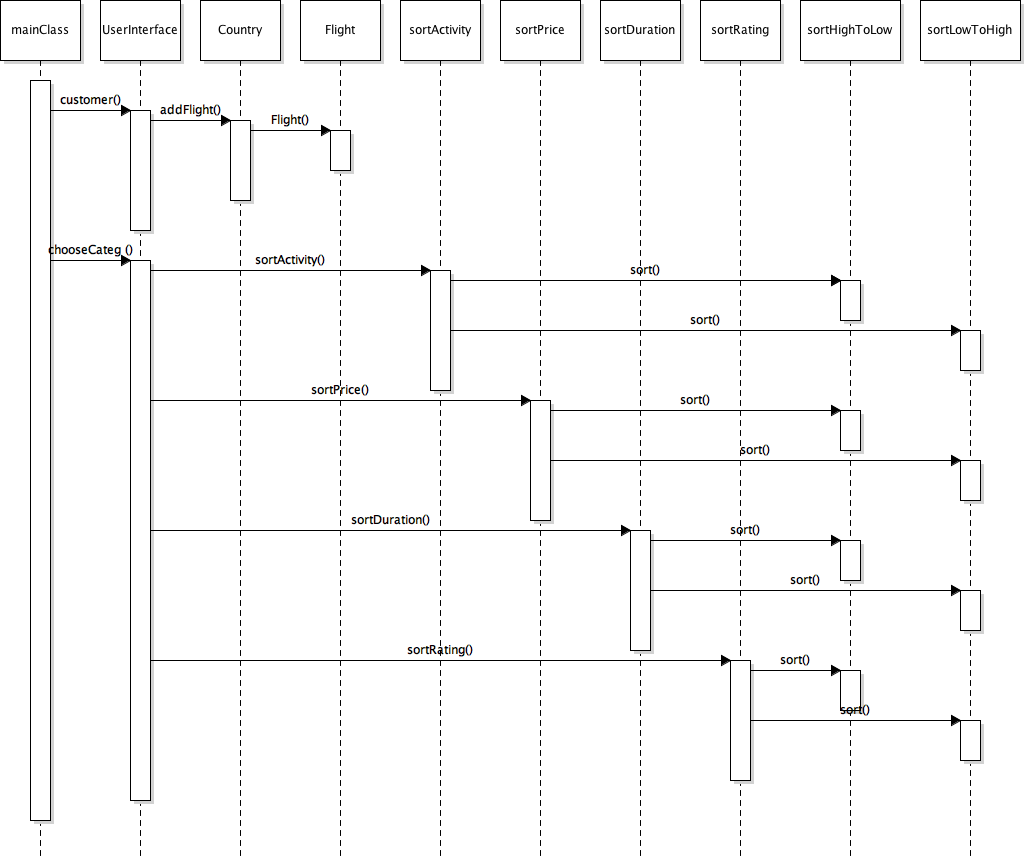 mainClass
UserInterface
Country
Flight
sortActivity
sortPrice
sortDuration
sortRating
sortHighToLow
sortLowToHigh
customer()
addFlight()
Flight()
chooseCateg ()
sortActivity()
sort()
sort()
sortPrice()
sort()
sort()
sortDuration()
sort()
sort()
sortRating()
sort()
sort()